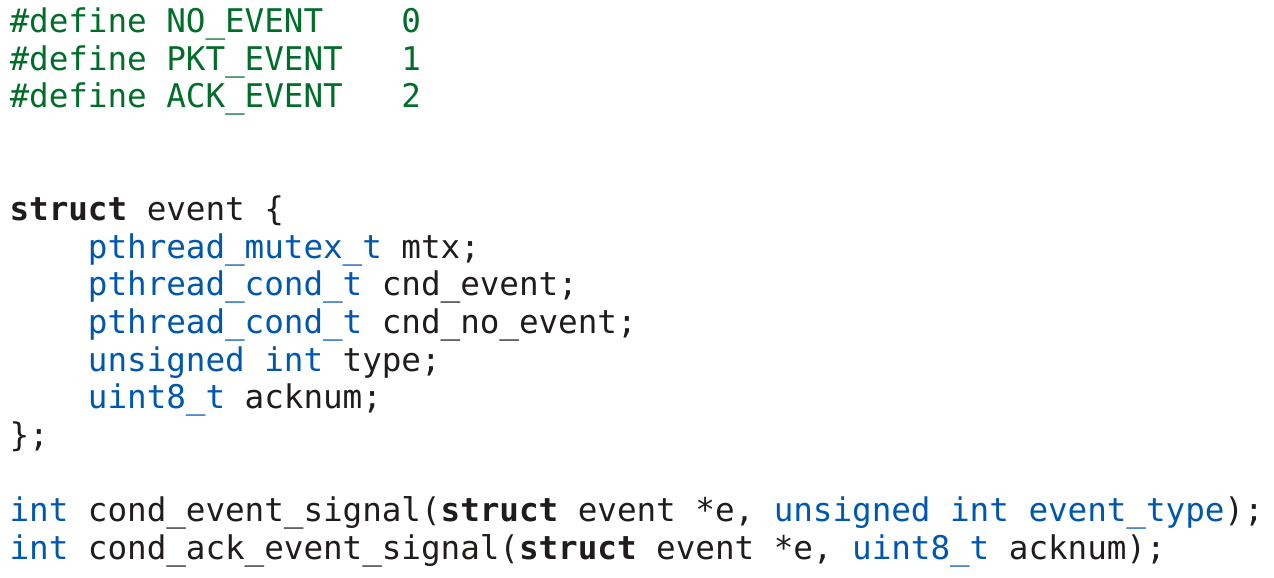 #define NO_EVENT    0
#define PKT_EVENT   1
#define ACK_EVENT   2
struct event {
    pthread_mutex_t mtx;
    pthread_cond_t cnd_event;
    pthread_cond_t cnd_no_event;
    unsigned int type;
    uint8_t acknum;
};
int cond_event_signal(struct event *e, unsigned int event_type);
int cond_ack_event_signal(struct event *e, uint8_t acknum);